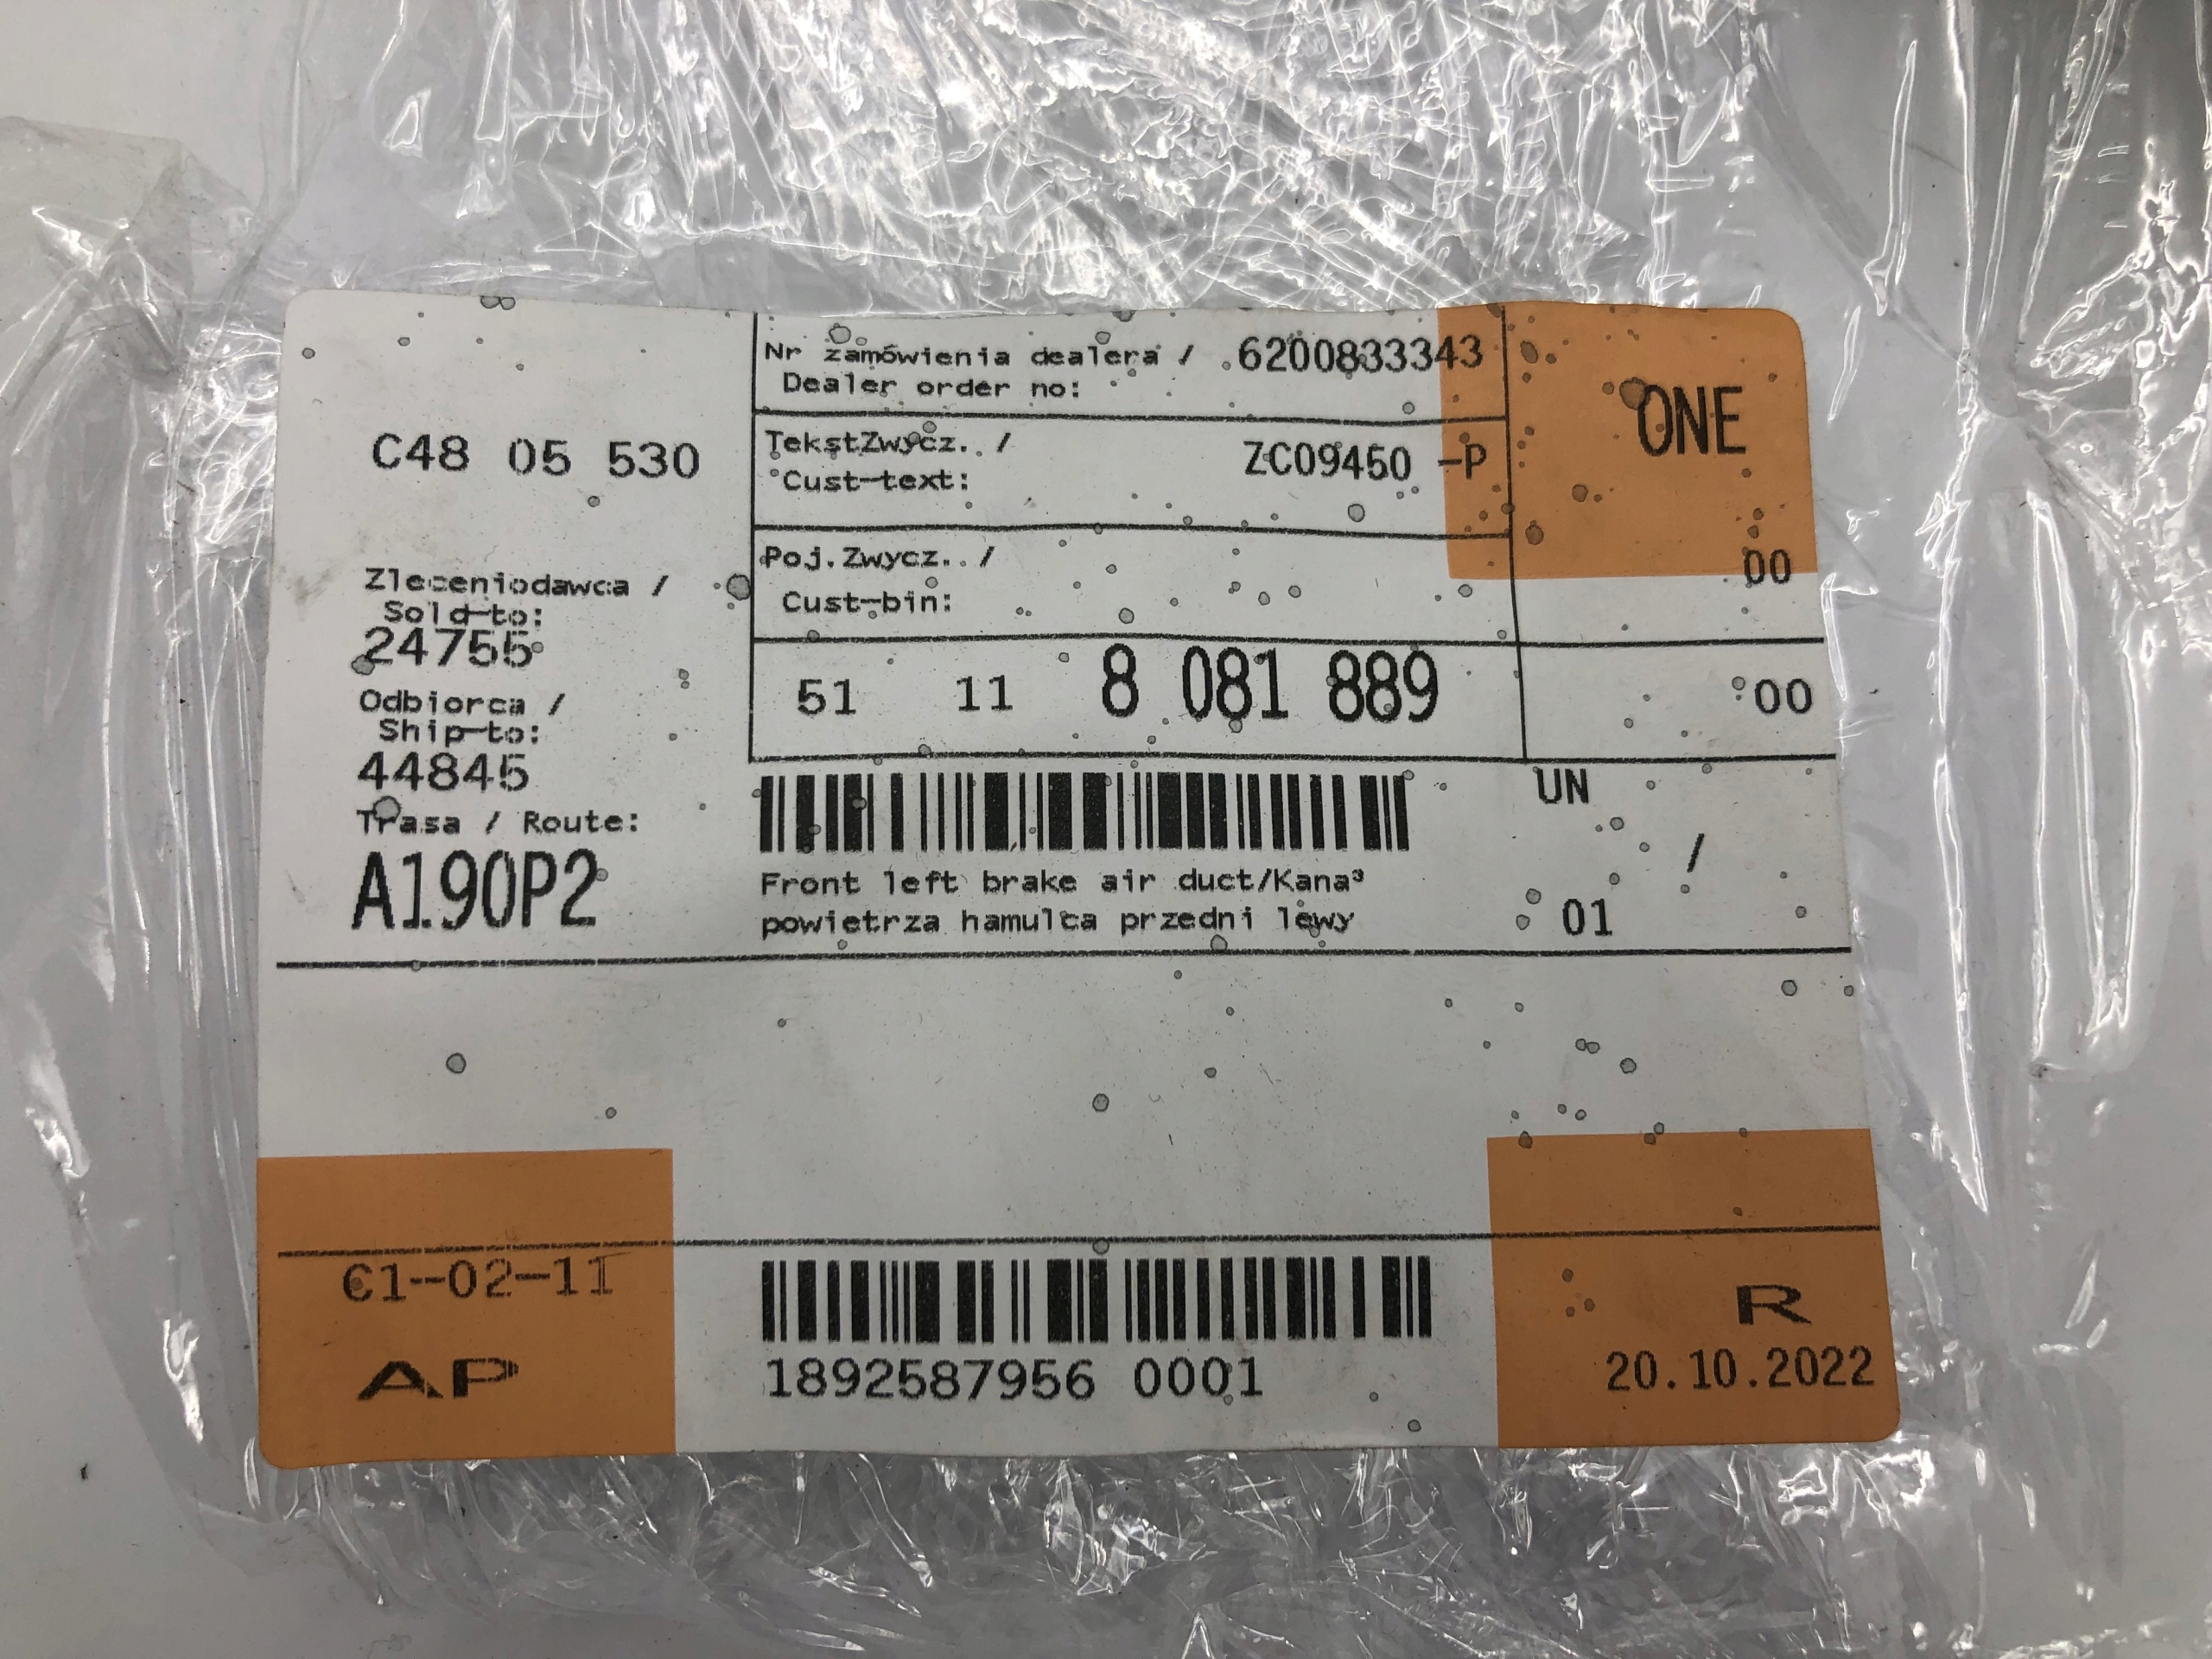 Nr zamówienia dealera / 6200833343
Dealer order no:
ONE
C48 05 530
TekstZwycz. /
Cust-text: ZC09450 -P
Poj.Zwycz. /
Cust-bin:
00
Zleceniodawca /
Sold-to:
24755
51 11 8 081 889 00
Odbiorca /
Ship-to:
44845
UN
/
01
Trasa / Route:
A190P2
Front left brake air duct/Kana³
powietrza hamulca przedni lewy
C1--02-11
AP
1892587956 0001
R
20.10.2022